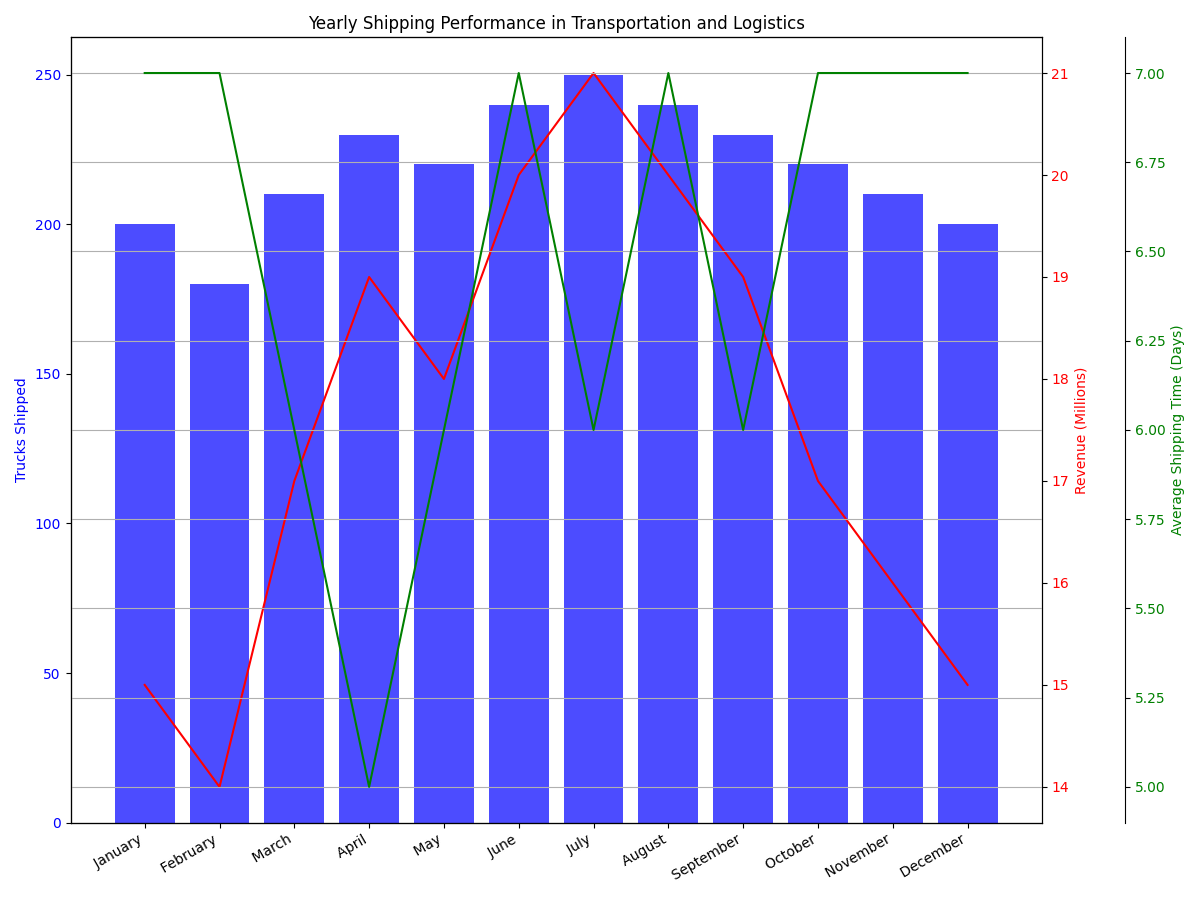 Yearly Shipping Performance in Transportation and Logistics
Trucks Shipped
250
200
150
100
50
0
January
February
March
April
May
June
July
August
September
October
November
December
21
20
19
18
17
16
15
14
Revenue (Millions)
7.00
6.75
6.50
6.25
6.00
5.75
5.50
5.25
5.00
Average Shipping Time (Days)